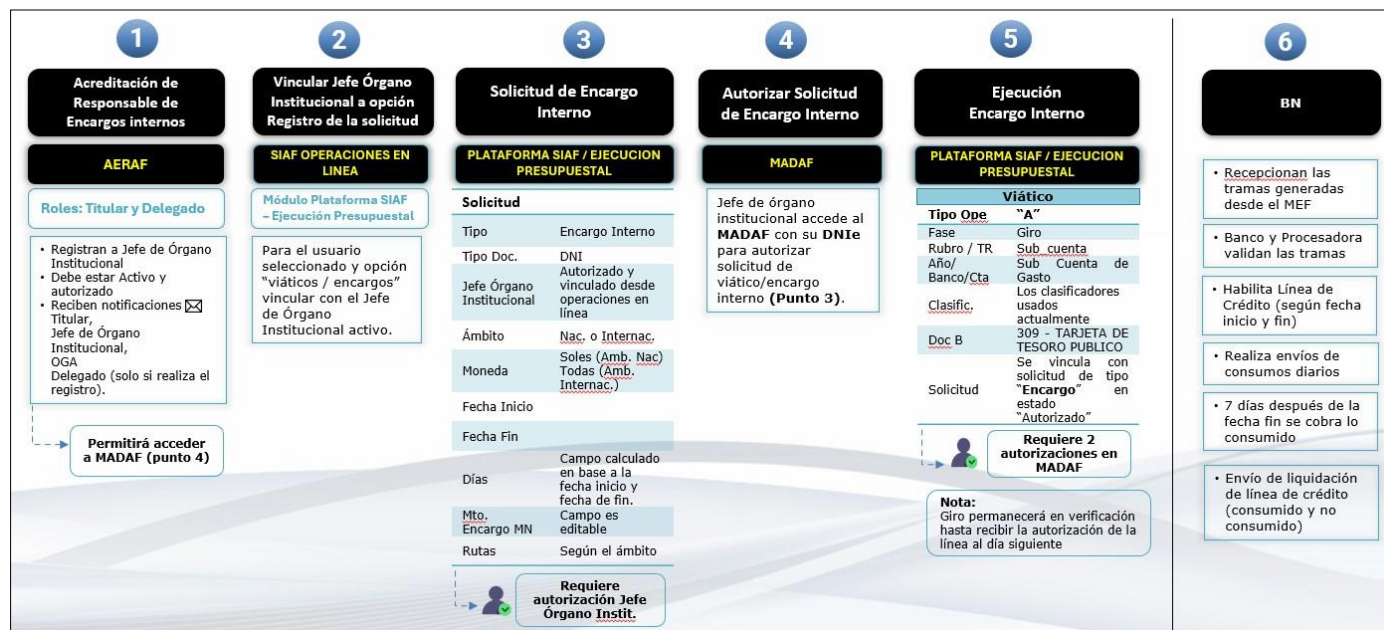 1
Acreditación de
Responsable de
Encargos internos
AERAF
Roles: Titular y Delegado
• Registran a Jefe de Órgano
Institucional
• Debe estar Activo y
autorizado
• Reciben notificaciones
Titular,
Jefe de Órgano
Institucional,
OGA
Delegado (solo si realiza el
registro).
Permitirá acceder
a MADAF (punto 4)
2
Vincular Jefe Órgano
Institucional a opción
Registro de la solicitud
SIAF OPERACIONES EN
LINEA
Módulo Plataforma SIAF
– Ejecución Presupuestal
Para el usuario
seleccionado y opción
"viáticos / encargos"
vincular con el Jefe
de Órgano
Institucional activo.
3
Solicitud de Encargo
Interno
PLATAFORMA SIAF / EJECUCION
PRESUPUESTAL
Solicitud
Tipo Encargo Interno
Tipo Doc. DNI
Jefe Órgano
Institucional
Autorizado y
vinculado desde
operaciones en
línea
Ámbito Nac. o Internac.
Moneda
Soles (Amb. Nac)
Todas (Amb.
Internac.)
Fecha Inicio
Fecha Fin
Días
Campo calculado
en base a la
fecha inicio y
fecha de fin.
Mto.
Encargo MN
Campo es
editable
Rutas Según el ámbito
Requiere
autorización Jefe
Órgano Instit.
4
Autorizar Solicitud
de Encargo Interno
MADAF
Jefe de órgano
institucional accede al
MADAF con su DNIe
para autorizar
solicitud de
viático/encargo
interno (Punto 3).
5
Ejecución
Encargo Interno
PLATAFORMA SIAF / EJECUCION
PRESUPUESTAL
Viático
Tipo Ope "A"
Fase Giro
Rubro / TR Sub_cuenta
Año/
Banco/Cta
Sub Cuenta de
Gasto
Clasific.
Los clasificadores
usados
actualmente
Doc B
309 - TARJETA DE
TESORO PUBLICO
Solicitud
Se vincula con
solicitud de tipo
"Encargo" en
estado
"Autorizado"
Requiere 2
autorizaciones en
MADAF
Nota:
Giro permanecerá en verificación
hasta recibir la autorización de la
línea al día siguiente
6
BN
• Recepcionan las
tramas generadas
desde el MEF
• Banco y Procesadora
validan las tramas
• Habilita Línea de
Crédito (según fecha
inicio y fin)
• Realiza envíos de
consumos diarios
• 7 días después de la
fecha fin se cobra lo
consumido
• Envío de liquidación
de línea de crédito
(consumido y no
consumido)